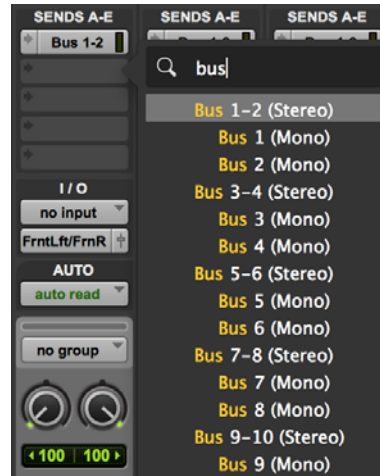 SENDS A-E
SENDS A-E
SENDS A-E
Bus 1-2
bus
Bus 1-2 (Stereo)
Bus 1 (Mono)
Bus 2 (Mono)
Bus 3-4 (Stereo)
Bus 3 (Mono)
Bus 4 (Mono)
Bus 5-6 (Stereo)
Bus 5 (Mono)
Bus 6 (Mono)
Bus 7-8 (Stereo)
Bus 7 (Mono)
Bus 8 (Mono)
Bus 9-10 (Stereo)
Bus 9 (Mono)
I / O
no input
FrntLft/FrnR
AUTO
auto read
no group
100 100